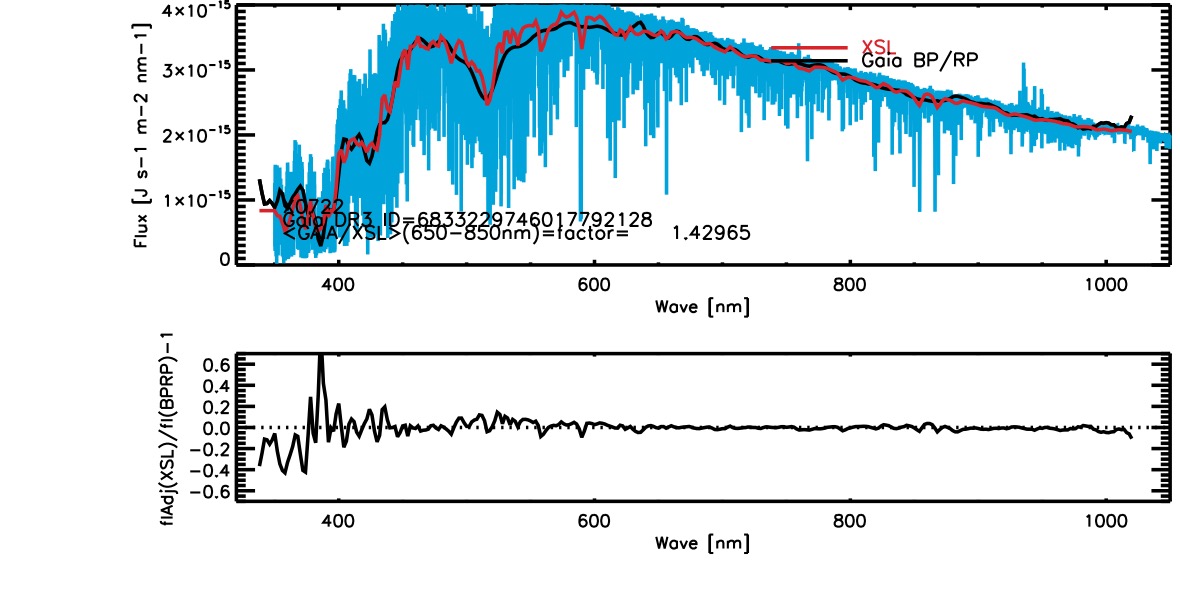 4×10−15
3×10−15
2×10−15
1×10−15
0
Flux [J s−1 m−2 nm−1]
XSL
Gaia BP/RP
X0722
Gaia DR3 ID=6833229746017792128
<GAIA/XSL>(650−850nm)=factor= 1.42965
400 600 800 1000
Wave [nm]
flAdj(XSL)/fl(BPRP)−1
0.6
0.4
0.2
0.0
−0.2
−0.4
−0.6
400 600 800 1000
Wave [nm]